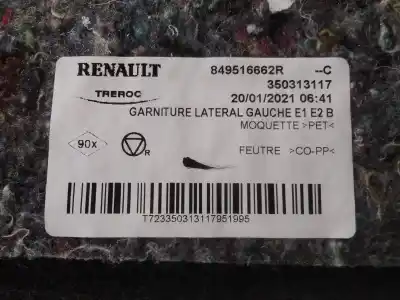 RENAULT
849516662R --C
350313117
TREROC
20/01/2021 06:41
GARNITURE LATERAL GAUCHE E1 E2 B
MOQUETTE >PET<
90x
R
FEUTRE >CO-PP<
T723350313117951995